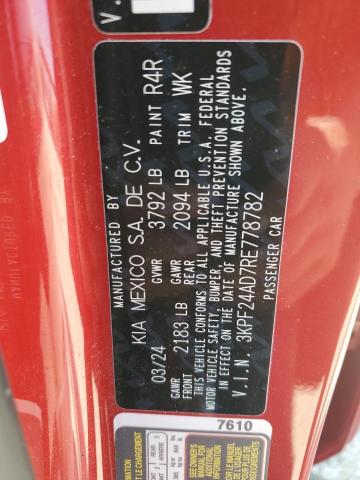 MANUFACTURED BY
KIA MEXICO S.A. DE C.V.
03/24 GVWR 3792 LB PAINT R4R
GAWR FRONT 2183 LB GAWR REAR 2094 LB TRIM WK
THIS VEHICLE CONFORMS TO ALL APPLICABLE U.S.A. FEDERAL
MOTOR VEHICLE SAFETY, BUMPER, AND THEFT PREVENTION STANDARDS
IN EFFECT ON THE DATE OF MANUFACTURE SHOWN ABOVE.
V.I.N. 3KPF24AD7RE778782
PASSENGER CAR
7610